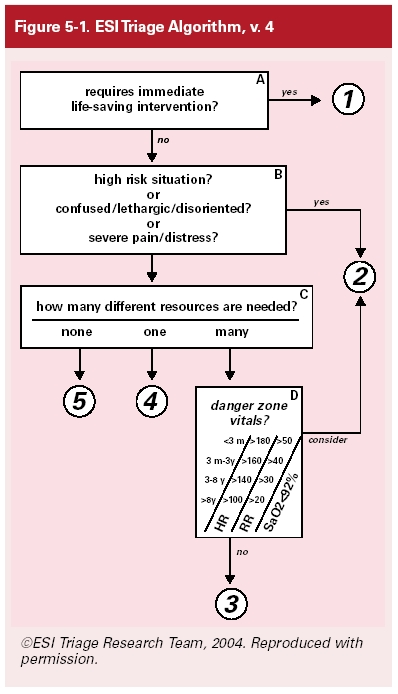 Figure 5-1. ESI Triage Algorithm, v. 4
A
requires immediate
life-saving intervention?
yes
1
no
B
high risk situation?
or
confused/lethargic/disoriented?
or
severe pain/distress?
yes
2
C
how many different resources are needed?
none one many
5
4
D
danger zone
vitals?
consider
<3 m >180 >50
3 m-3y >160 >40
3-8 y >140 >30
>8y >100 >20
HR RR SaO2<92%
no
3
©ESI Triage Research Team, 2004. Reproduced with
permission.